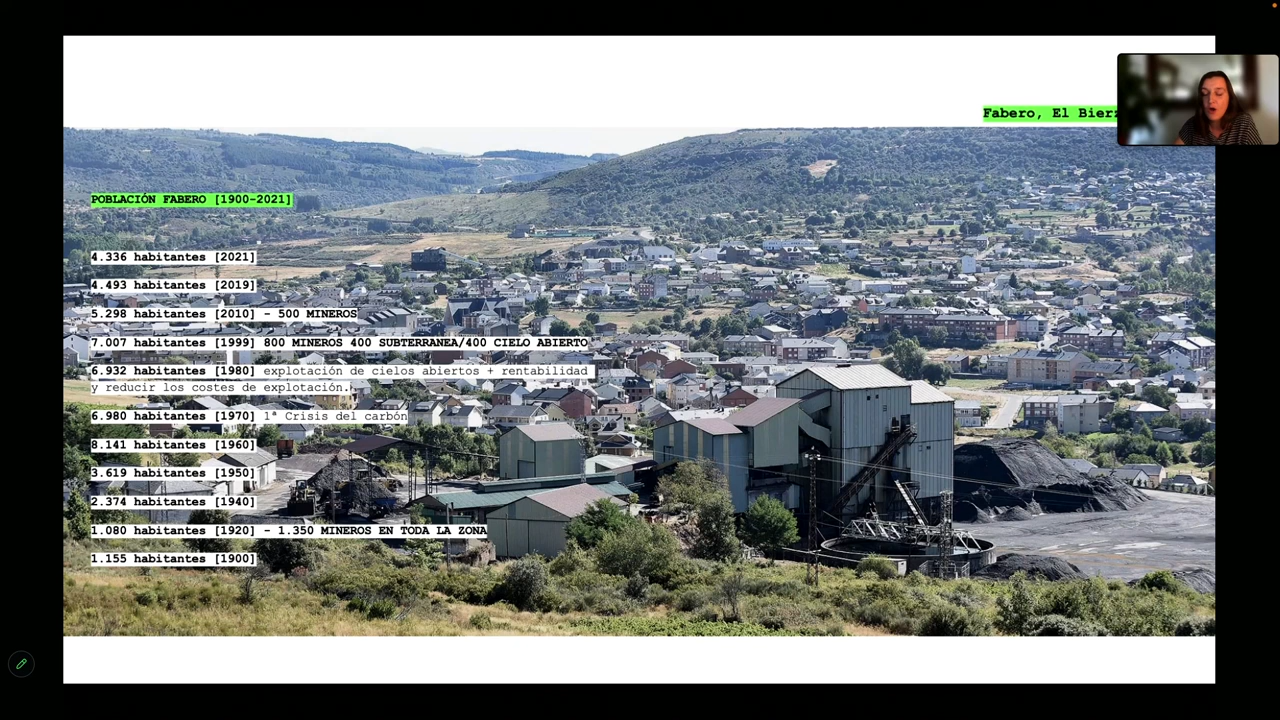 Fabero, El Bier
POBLACIÓN FABERO [1900-2021]
4.336 habitantes [2021]
4.493 habitantes [2019]
5.298 habitantes [2010] - 500 MINEROS
7.007 habitantes [1999] 800 MINEROS 400 SUBTERRANEA/400 CIELO ABIERTO
6.932 habitantes [1980] explotación de cielos abiertos + rentabilidad
y reducir los costes de explotación.
6.980 habitantes [1970] 1ª Crisis del carbón
8.141 habitantes [1960]
3.619 habitantes [1950]
2.374 habitantes [1940]
1.080 habitantes [1920] - 1.350 MINEROS EN TODA LA ZONA
1.155 habitantes [1900]